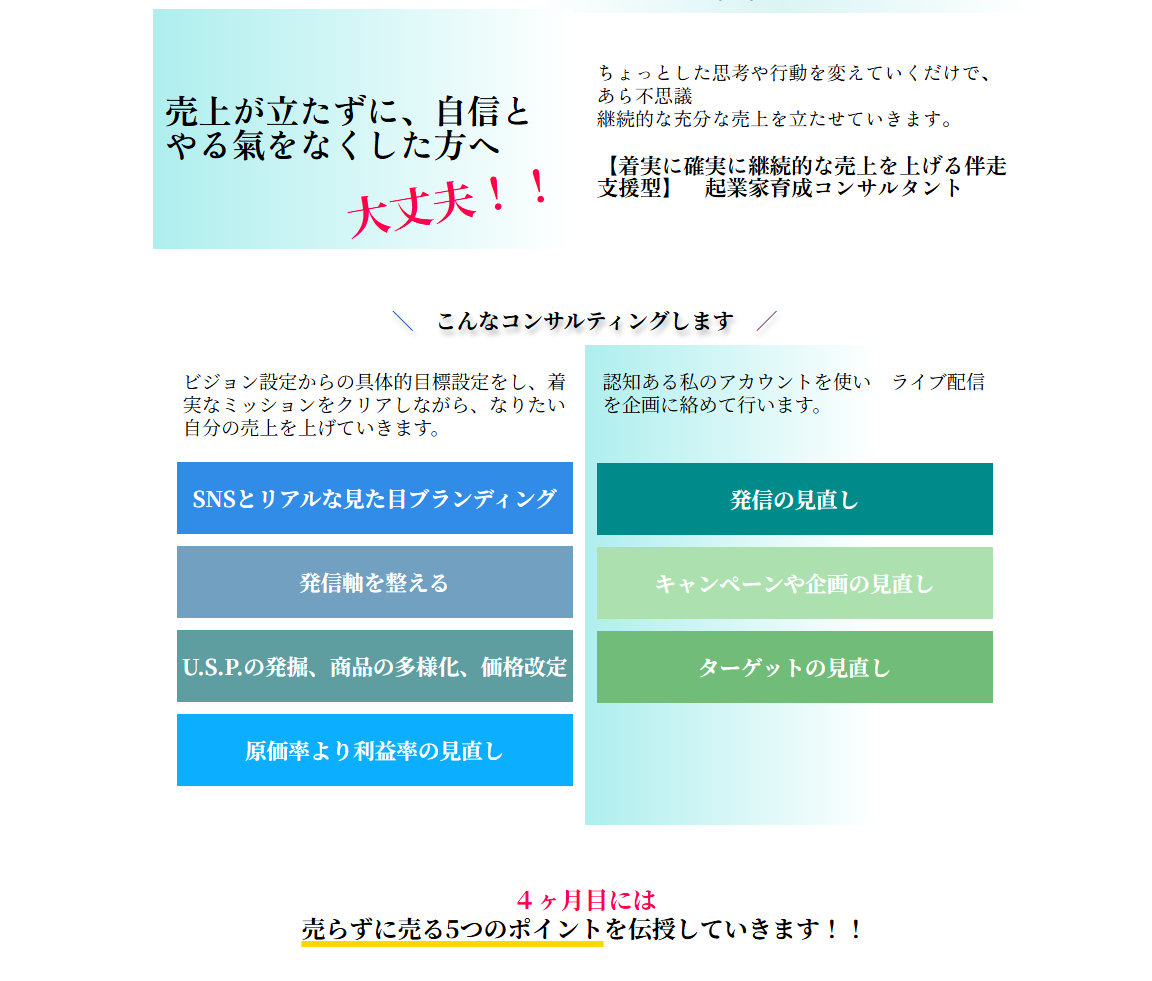 売上が立たずに、自信と
やる氣をなくした方へ
大丈夫！！
ちょっとした思考や行動を変えていくだけで、
あら不思議
継続的な充分な売上を立たせていきます。
【着実に確実に継続的な売上を上げる伴走
支援型】　起業家育成コンサルタント
＼　こんなコンサルティングします　／
ビジョン設定からの具体的目標設定をし、着
実なミッションをクリアしながら、なりたい
自分の売上を上げていきます。
SNSとリアルな見た目ブランディング
発信軸を整える
U.S.P.の発掘、商品の多様化、価格改定
原価率より利益率の見直し
認知ある私のアカウントを使い　ライブ配信
を企画に絡めて行います。
発信の見直し
キャンペーンや企画の見直し
ターゲットの見直し
４ヶ月目には
売らずに売る5つのポイントを伝授していきます！！